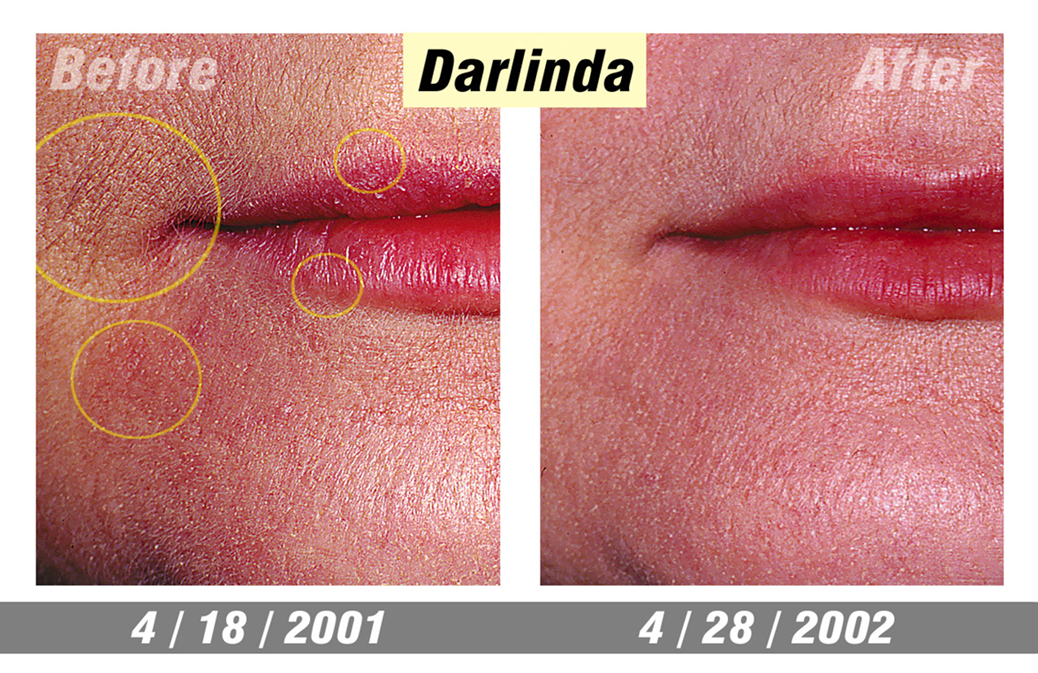 Before
Darlinda
After
4 / 18 / 2001
4 / 28 / 2002